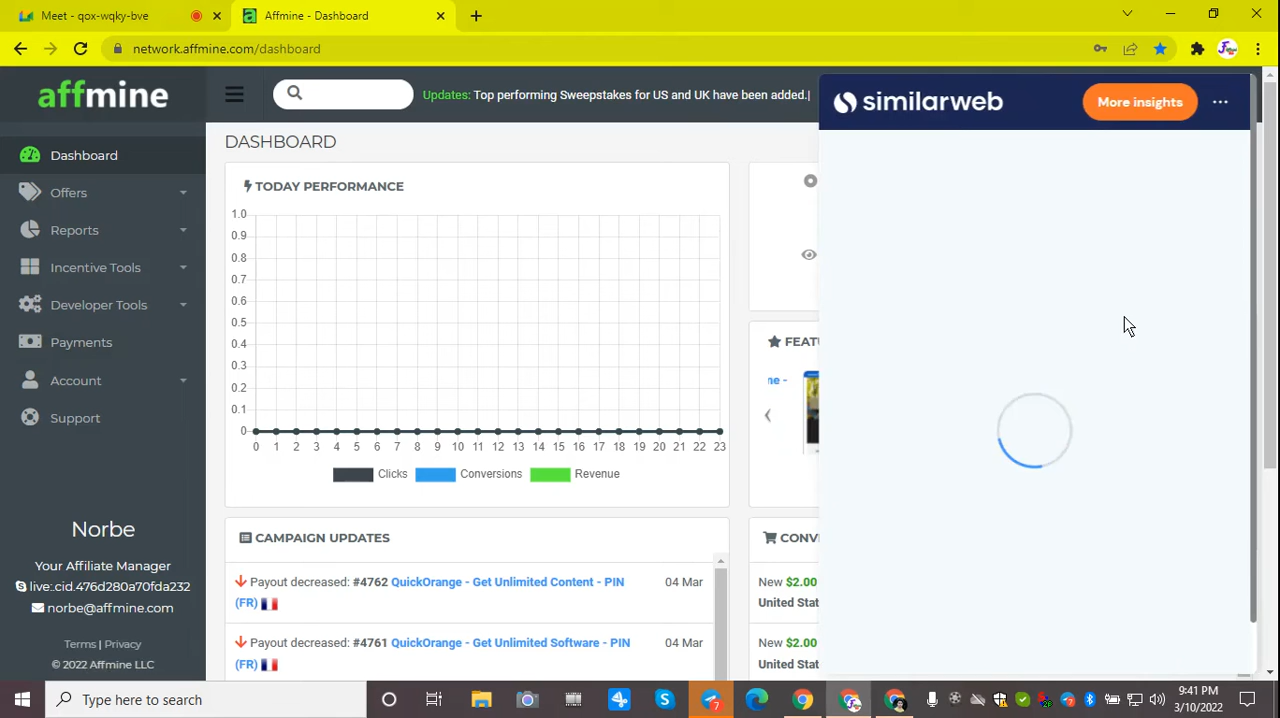 Meet - qox-wqky-bve
Affmine - Dashboard
network.affmine.com/dashboard
affmine
Updates: Top performing Sweepstakes for US and UK have been added.|
similarweb
More insights
Dashboard
Offers
Reports
Incentive Tools
Developer Tools
Payments
Account
Support
Norbe
Your Affiliate Manager
live:.cid.476d280a70fda232
norbe@affmine.com
Terms | Privacy
© 2022 Affmine LLC
DASHBOARD
TODAY PERFORMANCE
1.0
0.9
0.8
0.7
0.6
0.5
0.4
0.3
0.2
0.1
0
0 1 2 3 4 5 6 7 8 9 10 11 12 13 14 15 16 17 18 19 20 21 22 23
Clicks Conversions Revenue
CAMPAIGN UPDATES
Payout decreased: #4762 QuickOrange - Get Unlimited Content - PIN 04 Mar
(FR)
Payout decreased: #4761 QuickOrange - Get Unlimited Software - PIN 04 Mar
(FR)
FEATU
ne -
CONV
New $2.00
United Stat
New $2.00
United Stat
Type here to search
7
9:41 PM
3/10/2022